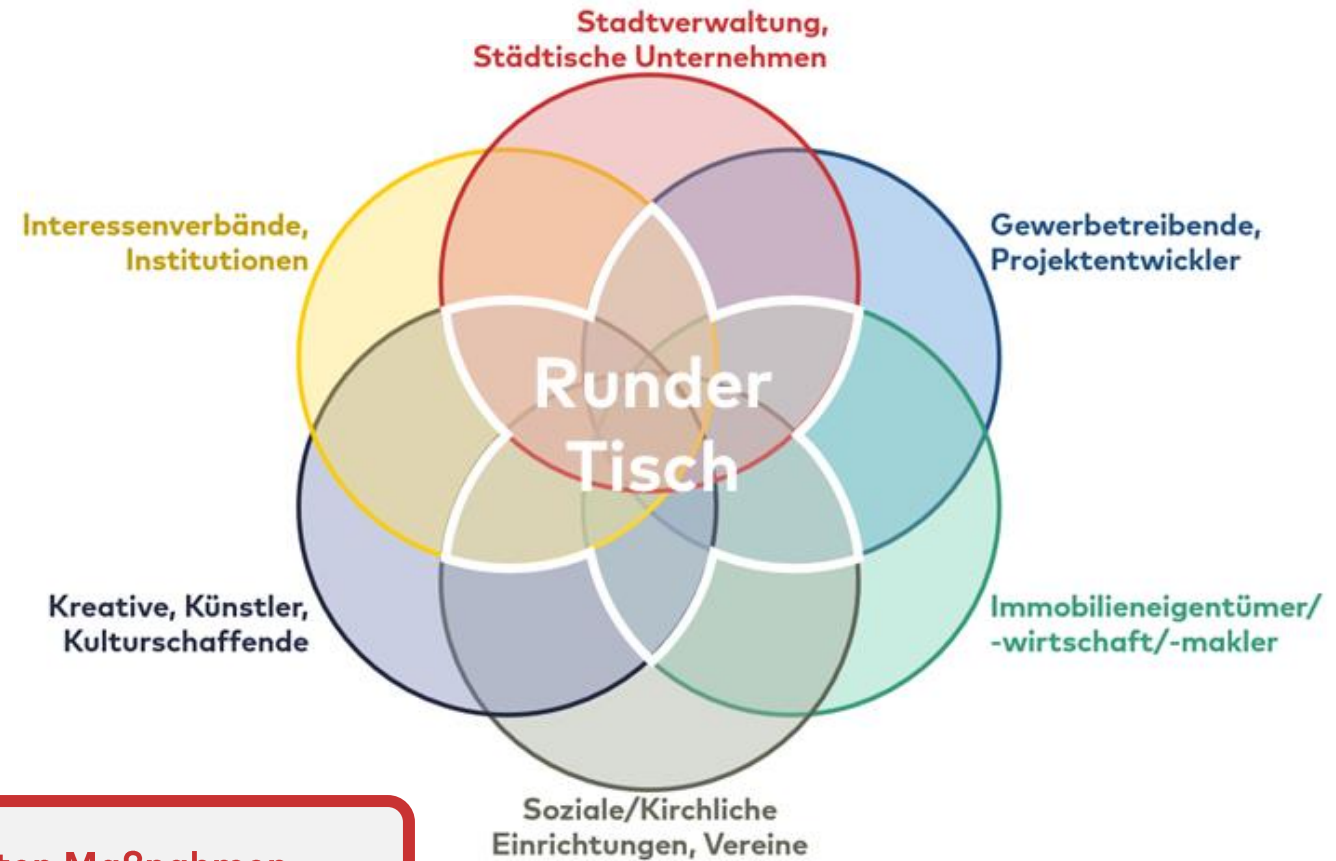 Stadtverwaltung,
Städtische Unternehmen
Interessenverbände,
Institutionen
Gewerbetreibende,
Projektentwickler
Runder
Tisch
Kreative, Künstler,
Kulturschaffende
Immobilieneigentümer/
-wirtschaft/-makler
Soziale/Kirchliche
Einrichtungen, Vereine
Maßnahmen